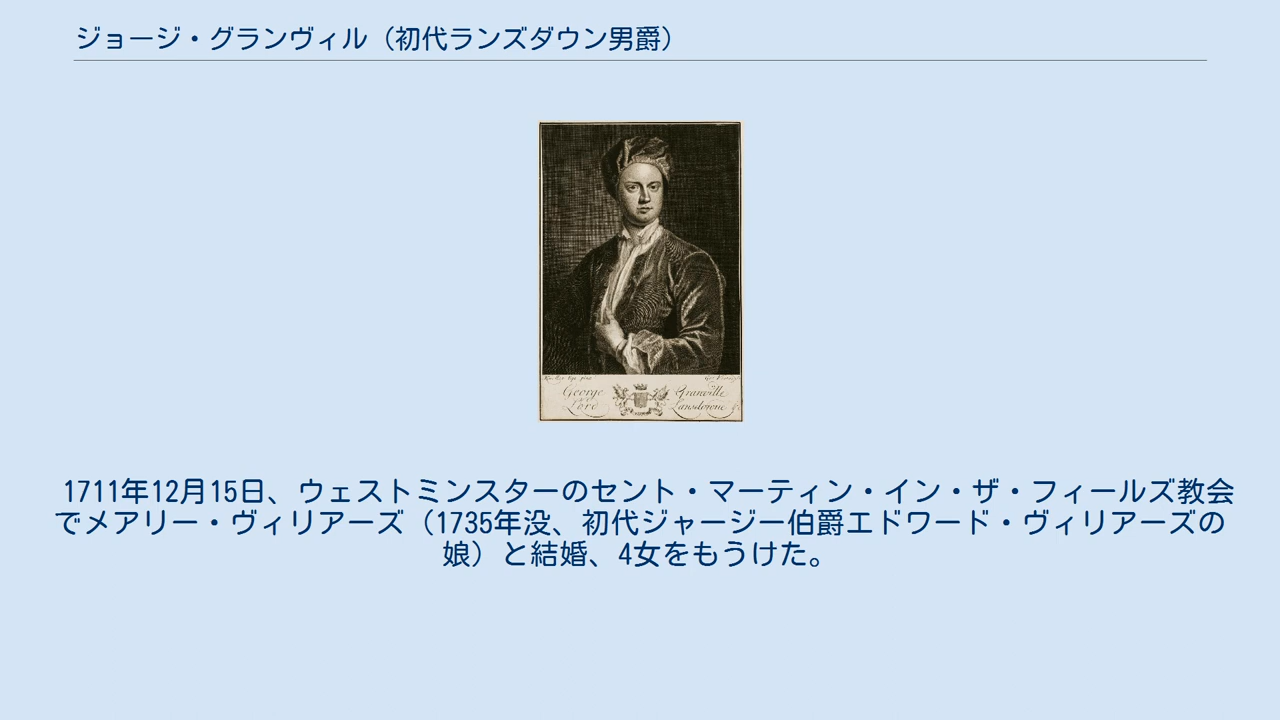 ジョージ・グランヴィル（初代ランズダウン男爵）
George Granville
Lord Lansdowne
1711年12月15日、ウェストミンスターのセント・マーティン・イン・ザ・フィールズ教会
でメアリー・ヴィリアーズ（1735年没、初代ジャージー伯爵エドワード・ヴィリアーズの
娘）と結婚、4女をもうけた。